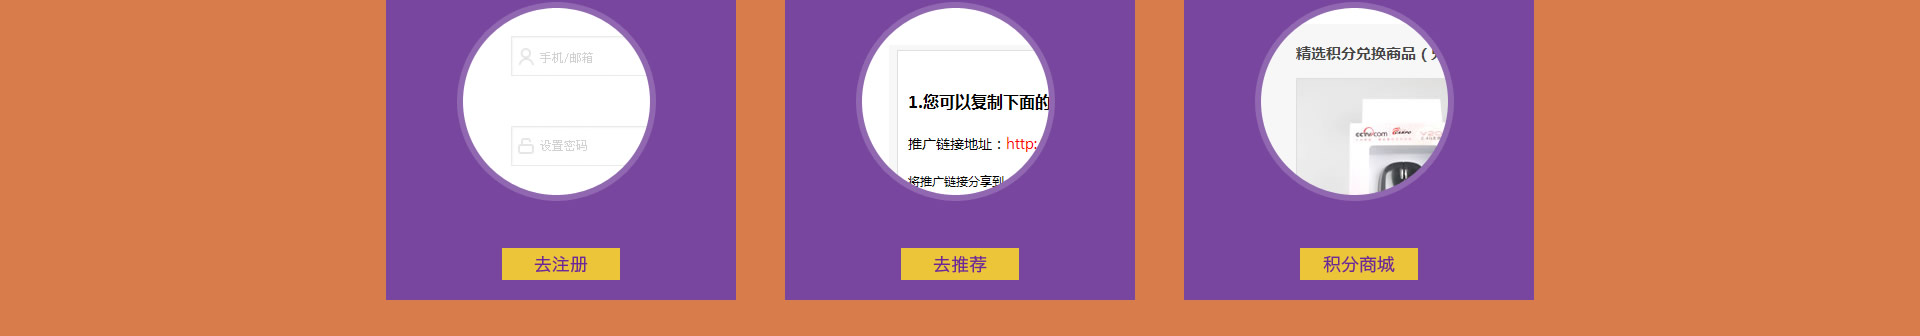 手机/邮箱
设置密码
去注册
1.您可以复制下面的
推广链接地址：http:
将推广链接分享到
去推荐
精选积分兑换商品（
积分商城